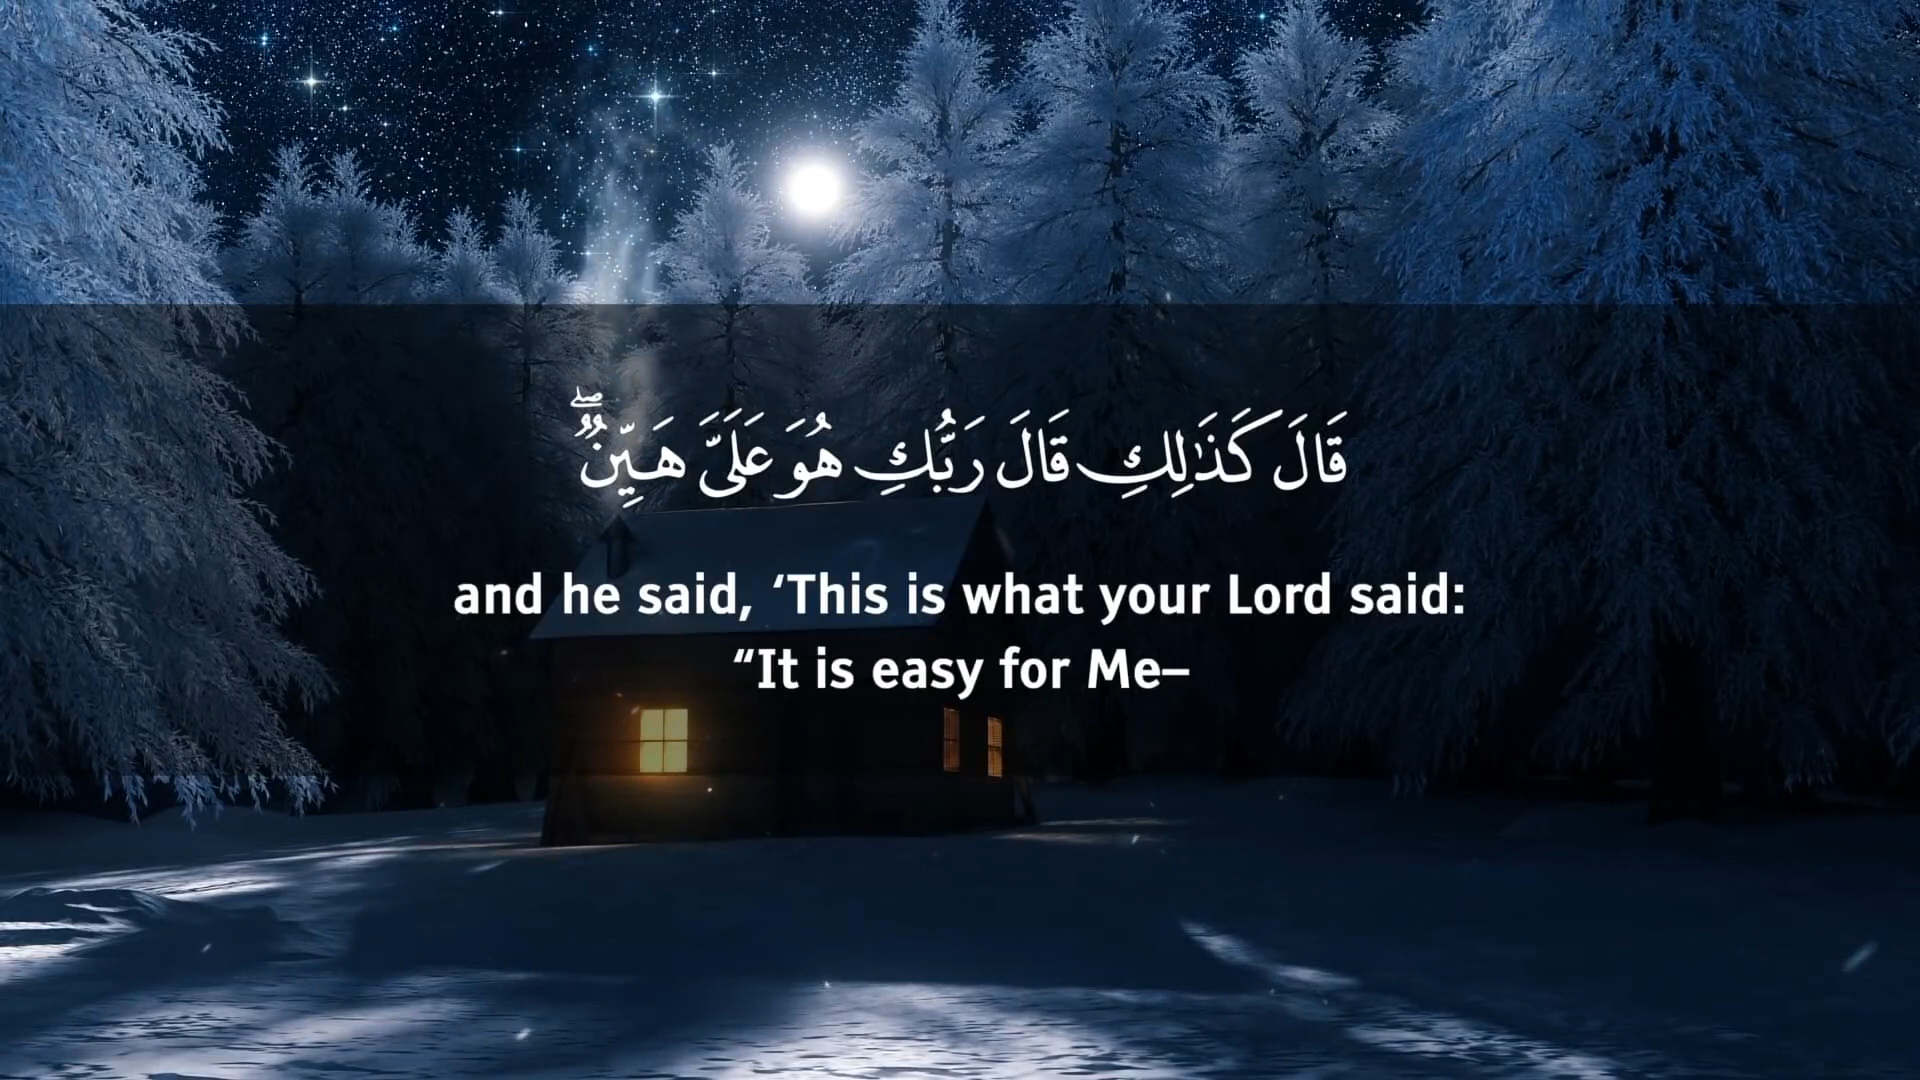 قَالَ كَذَٰلِكِ قَالَ رَبُّكِ هُوَ عَلَىَّ هَيِّنٌۭ ۖ
and he said, ‘This is what your Lord said:
“It is easy for Me–